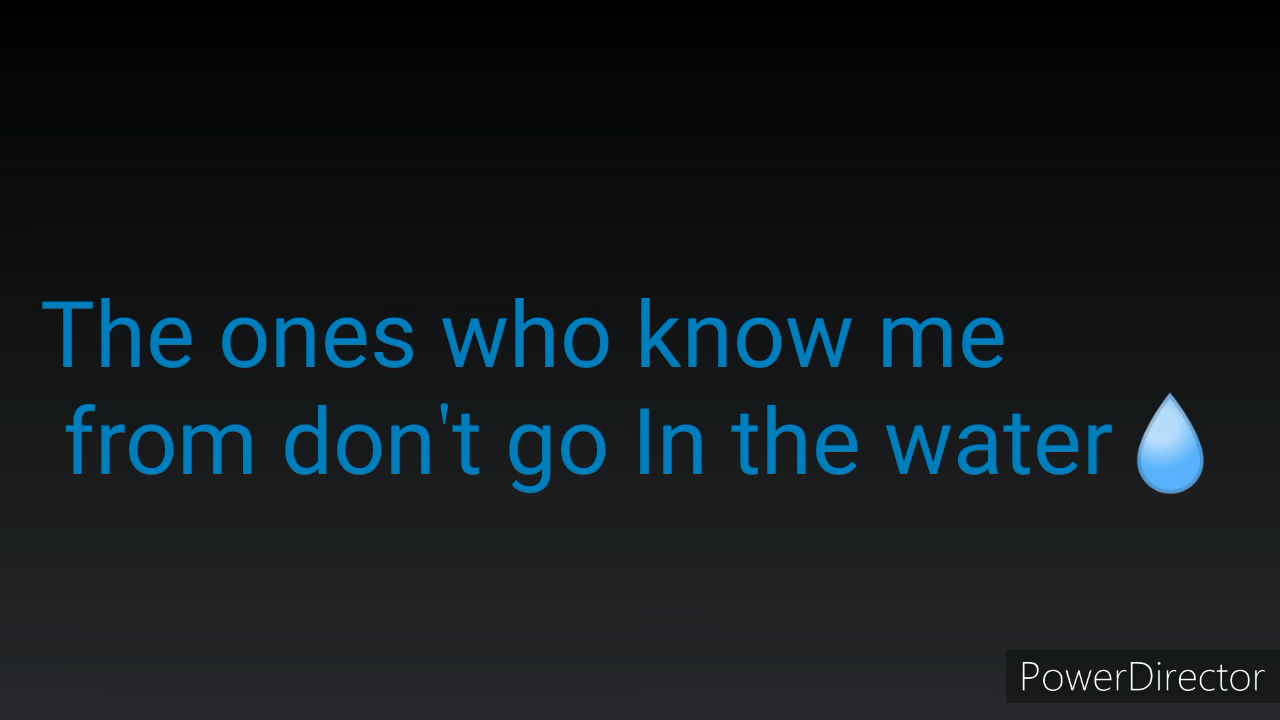 The ones who know me
from don't go In the water💧
PowerDirector